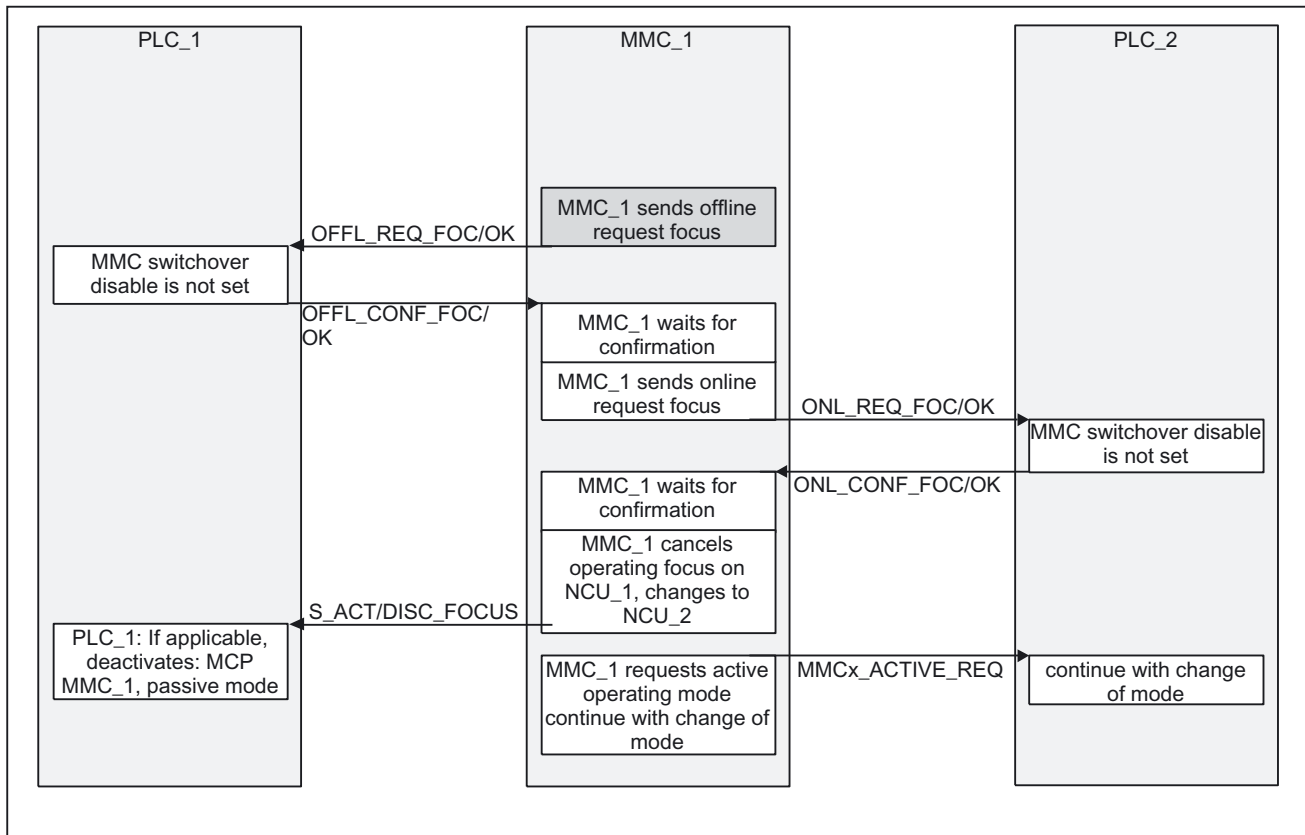 PLC_1
MMC_1
PLC_2
MMC_1 sends offline
request focus
OFFL_REQ_FOC/OK
MMC switchover
disable is not set
OFFL_CONF_FOC/
OK
MMC_1 waits for
confirmation
MMC_1 sends online
request focus
ONL_REQ_FOC/OK
MMC switchover disable
is not set
ONL_CONF_FOC/OK
MMC_1 waits for
confirmation
MMC_1 cancels
operating focus on
NCU_1, changes to
NCU_2
S_ACT/DISC_FOCUS
PLC_1: If applicable,
deactivates: MCP
MMC_1, passive mode
MMC_1 requests active
operating mode
continue with change of
mode
MMCx_ACTIVE_REQ
continue with change
of mode